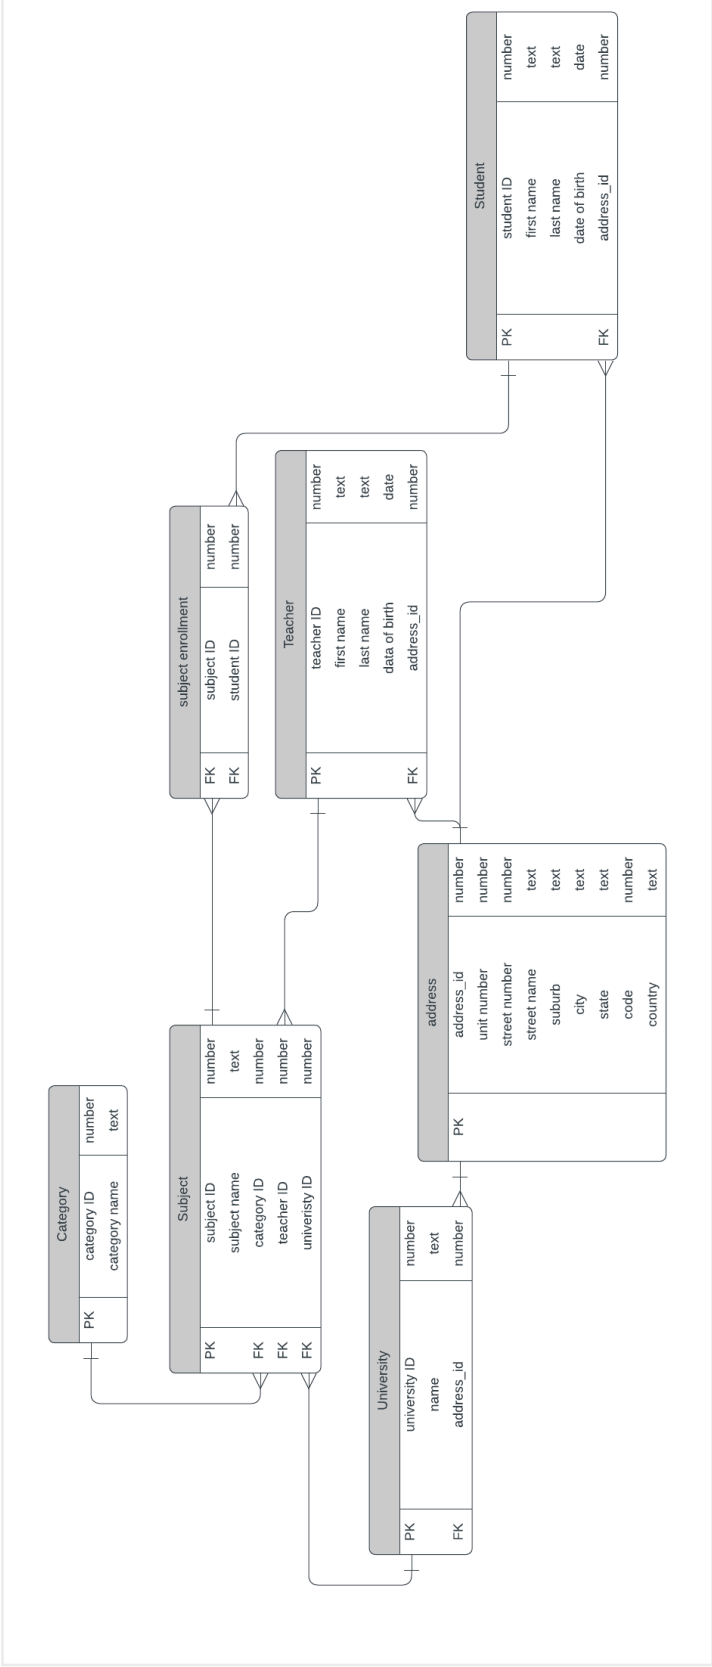 Category
PK category ID number
category name text
Subject
PK subject ID number
subject name text
FK category ID number
FK teacher ID number
FK univeristy ID number
subject enrollment
FK subject ID number
FK student ID number
Teacher
PK teacher ID number
first name text
last name text
data of birth date
FK address_id number
University
PK university ID number
name text
FK address_id number
address
PK address_id number
unit number number
street number number
street name text
suburb text
city text
state text
code number
country text
Student
PK student ID number
first name text
last name text
date of birth date
FK address_id number